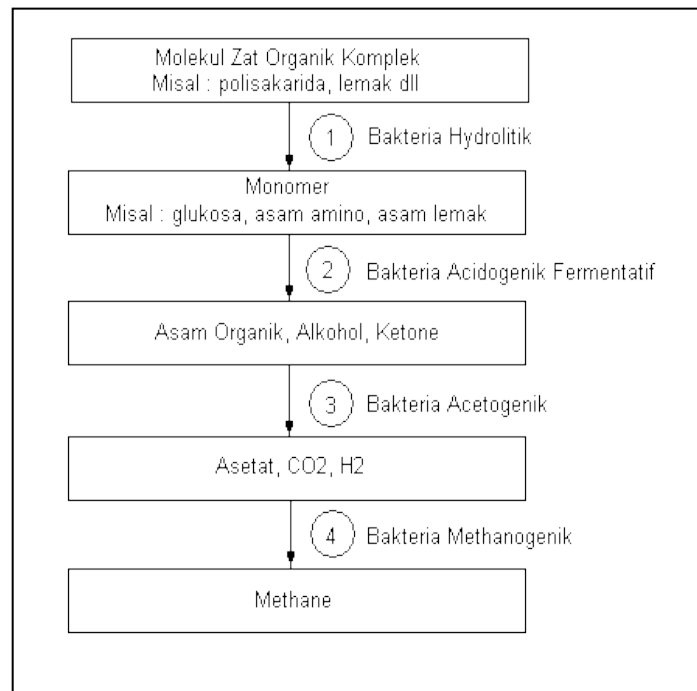 Molekul Zat Organik Komplek
Misal : polisakarida, lemak dll
1 Bakteria Hydrolitik
Monomer
Misal : glukosa, asam amino, asam lemak
2 Bakteria Acidogenik Fermentatif
Asam Organik, Alkohol, Ketone
3 Bakteria Acetogenik
Asetat, CO2, H2
4 Bakteria Methanogenik
Methane